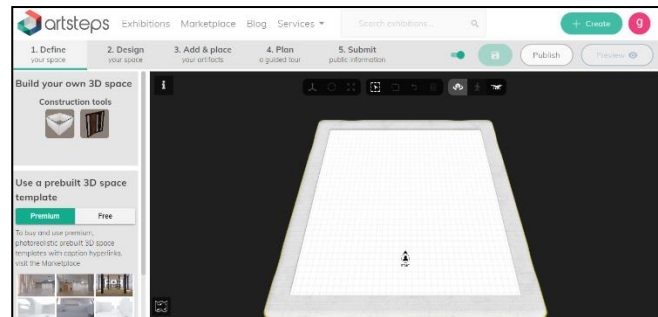 artsteps Exhibitions Marketplace Blog Services Search exhibitions... + Create g
1. Define 2. Design 3. Add & place 4. Plan 5. Submit
your space your space your artifacts a guided tour public information
Publish Preview
Build your own 3D space
Construction tools
Use a prebuilt 3D space
template
Premium Free
To buy and use premium,
photorealistic prebuilt 3D space
templates with caption hyperlinks,
visit the Marketplace
i